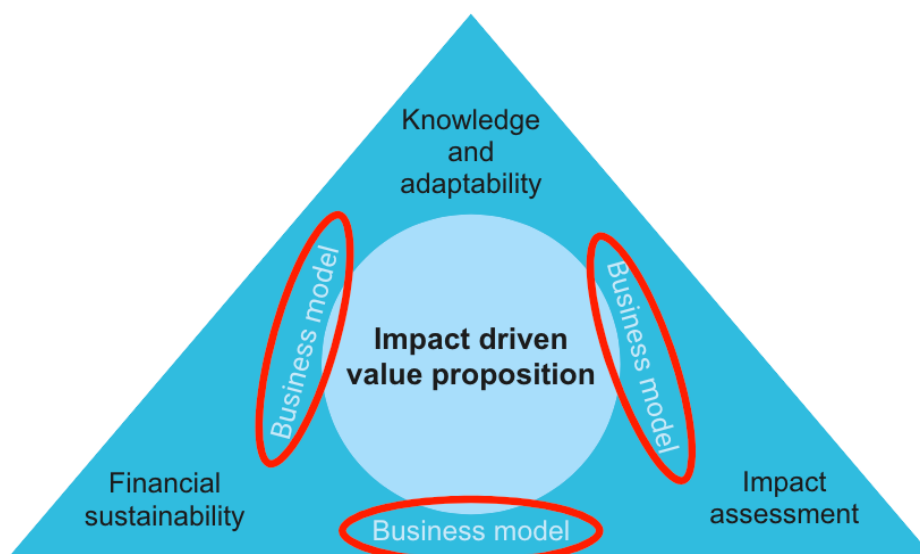 Knowledge
and
adaptability
Business model
Business model
Impact driven
value proposition
Financial
sustainability
Impact
assessment
Business model